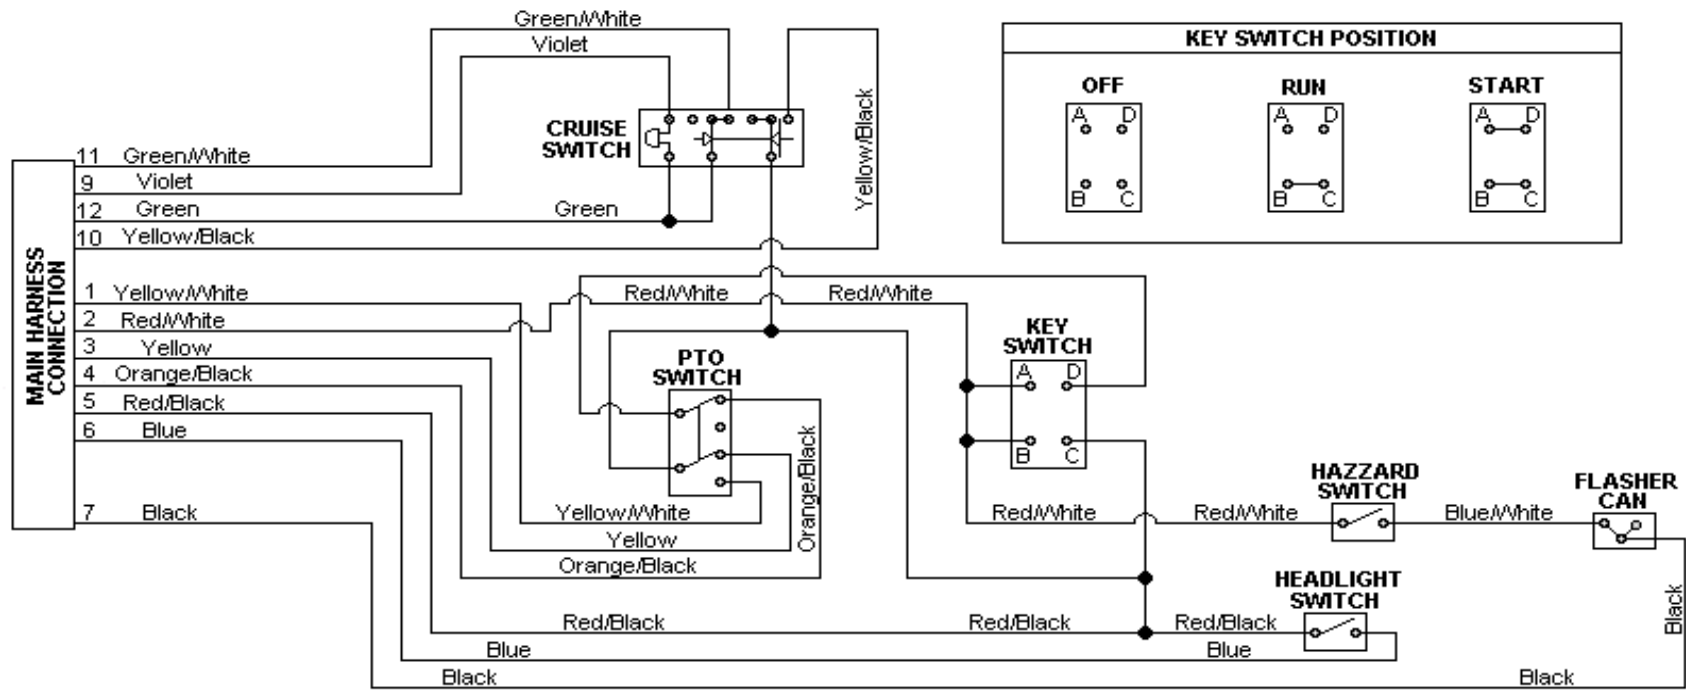 Green/White
Violet
KEY SWITCH POSITION
OFF
RUN
START
A D
B C
A D
B C
A D
B C
CRUISE
SWITCH
Yellow/Black
MAIN HARNESS
CONNECTION
11 Green/White
9 Violet
12 Green
Green
10 Yellow/Black
1 Yellow/White
Red/White
Red/White
2 Red/White
3 Yellow
4 Orange/Black
5 Red/Black
6 Blue
7 Black
PTO
SWITCH
KEY
SWITCH
A D
B C
Orange/Black
Yellow/White
Yellow
Orange/Black
Red/White
Red/White
HAZZARD
SWITCH
Blue/White
FLASHER
CAN
HEADLIGHT
SWITCH
Black
Red/Black
Red/Black
Red/Black
Blue
Blue
Black
Black